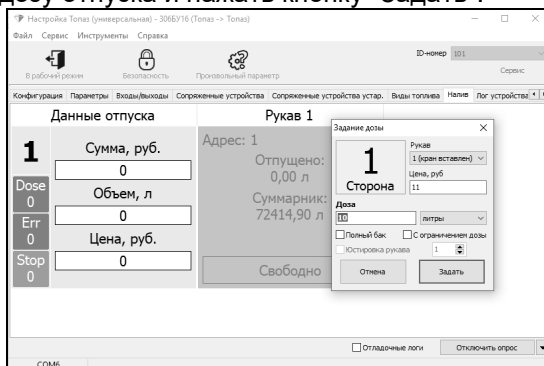 дозу отпуска и нажать кнопку "Задать".
Настройка Топаз (универсальная) - 306БУ16 (Топаз -> Топаз)
Файл Сервис Инструменты Справка
В рабочий режим
Безопасность
Произвольный параметр
ID-номер 101
Сервис
Конфигурация Параметры Входы/выходы Сопряженные устройства Сопряженные устройства устар. Виды топлива Налив Лог устройства
Данные отпуска
1
Dose
0
Err
0
Stop
0
Сумма, руб.
0
Объем, л
0
Цена, руб.
0
Рукав 1
Адрес: 1
Отпущено:
0,00 л
Суммарник:
72414,90 л
Свободно
Задание дозы
1
Сторона
Рукав
1 (кран вставлен)
Цена, руб
11
Доза
10
литры
Полный бак
С ограничением дозы
Юстировка рукава
1
Отмена
Задать
Отладочные логи
Отключить опрос
COM6